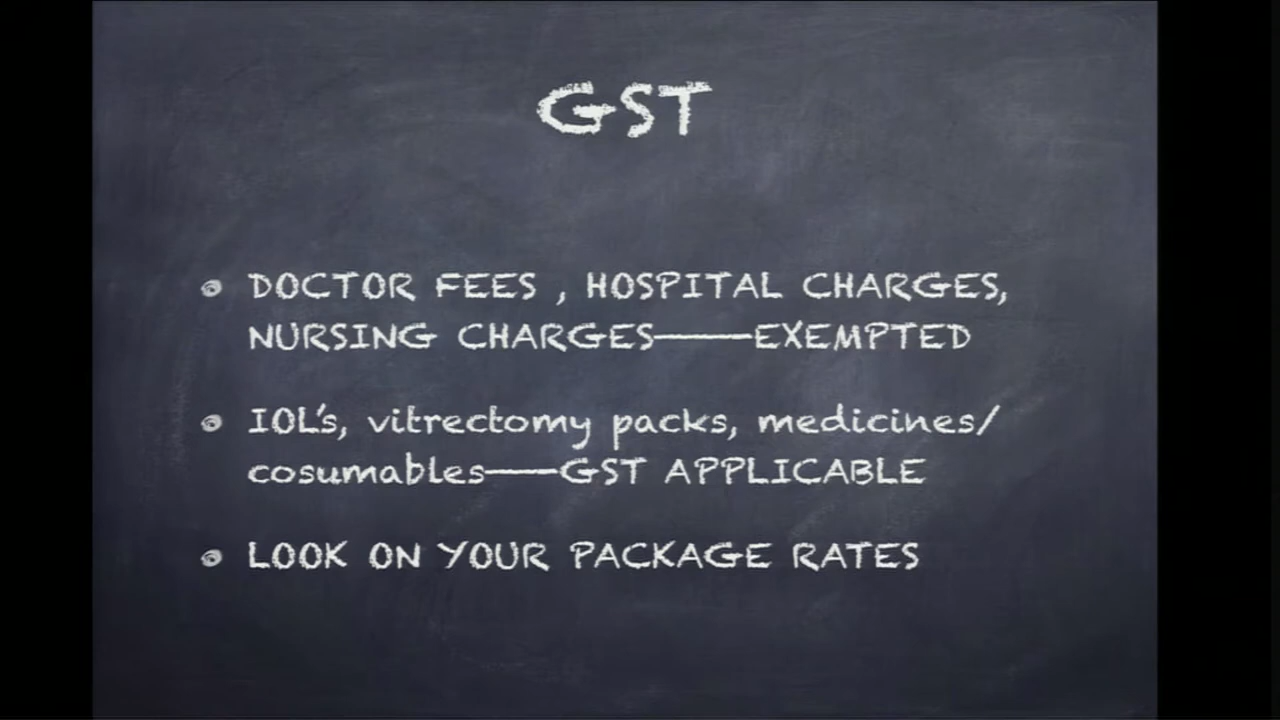 GST
DOCTOR FEES , HOSPITAL CHARGES,
NURSING CHARGES——EXEMPTED
IOL's, vitrectomy packs, medicines/
cosumables——GST APPLICABLE
LOOK ON YOUR PACKAGE RATES